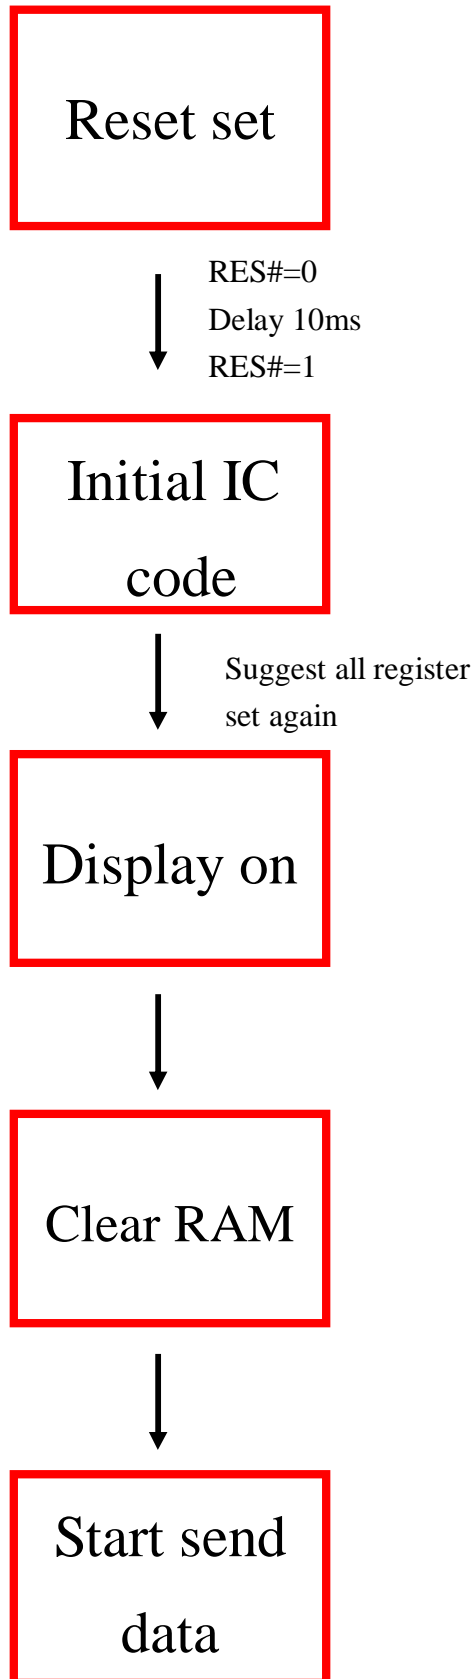 Reset set
RES#=0
Delay 10ms
RES#=1
Initial IC
code
Suggest all register
set again
Display on
Clear RAM
Start send
data